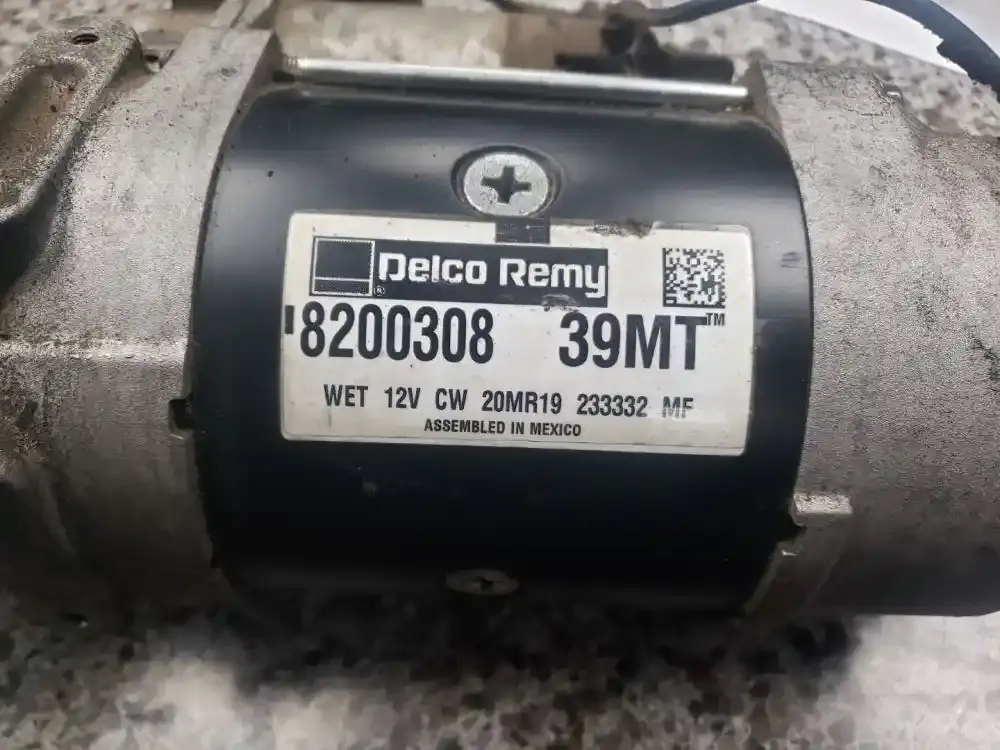 Delco Remy
®
8200308 39MT™
WET 12V CW 20MR19 233332 MF
ASSEMBLED IN MEXICO